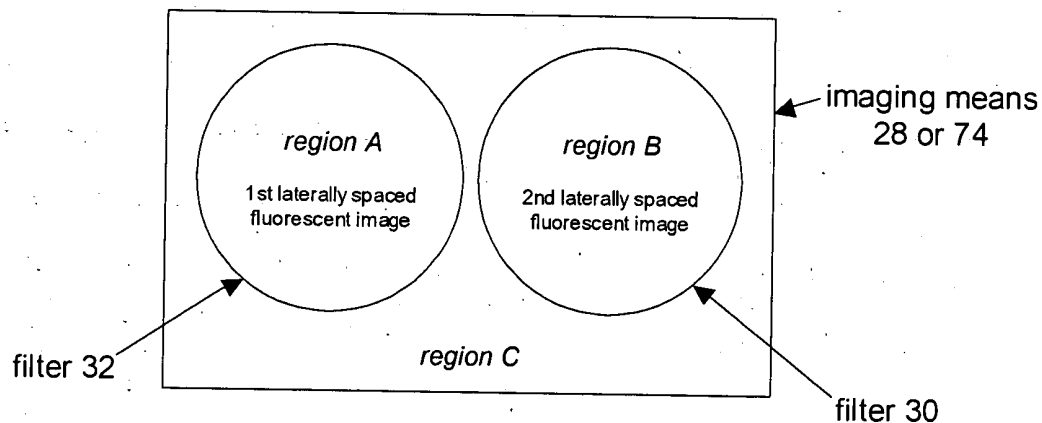 region A
1st laterally spaced
fluorescent image
region B
2nd laterally spaced
fluorescent image
imaging means
28 or 74
filter 32
region C
filter 30